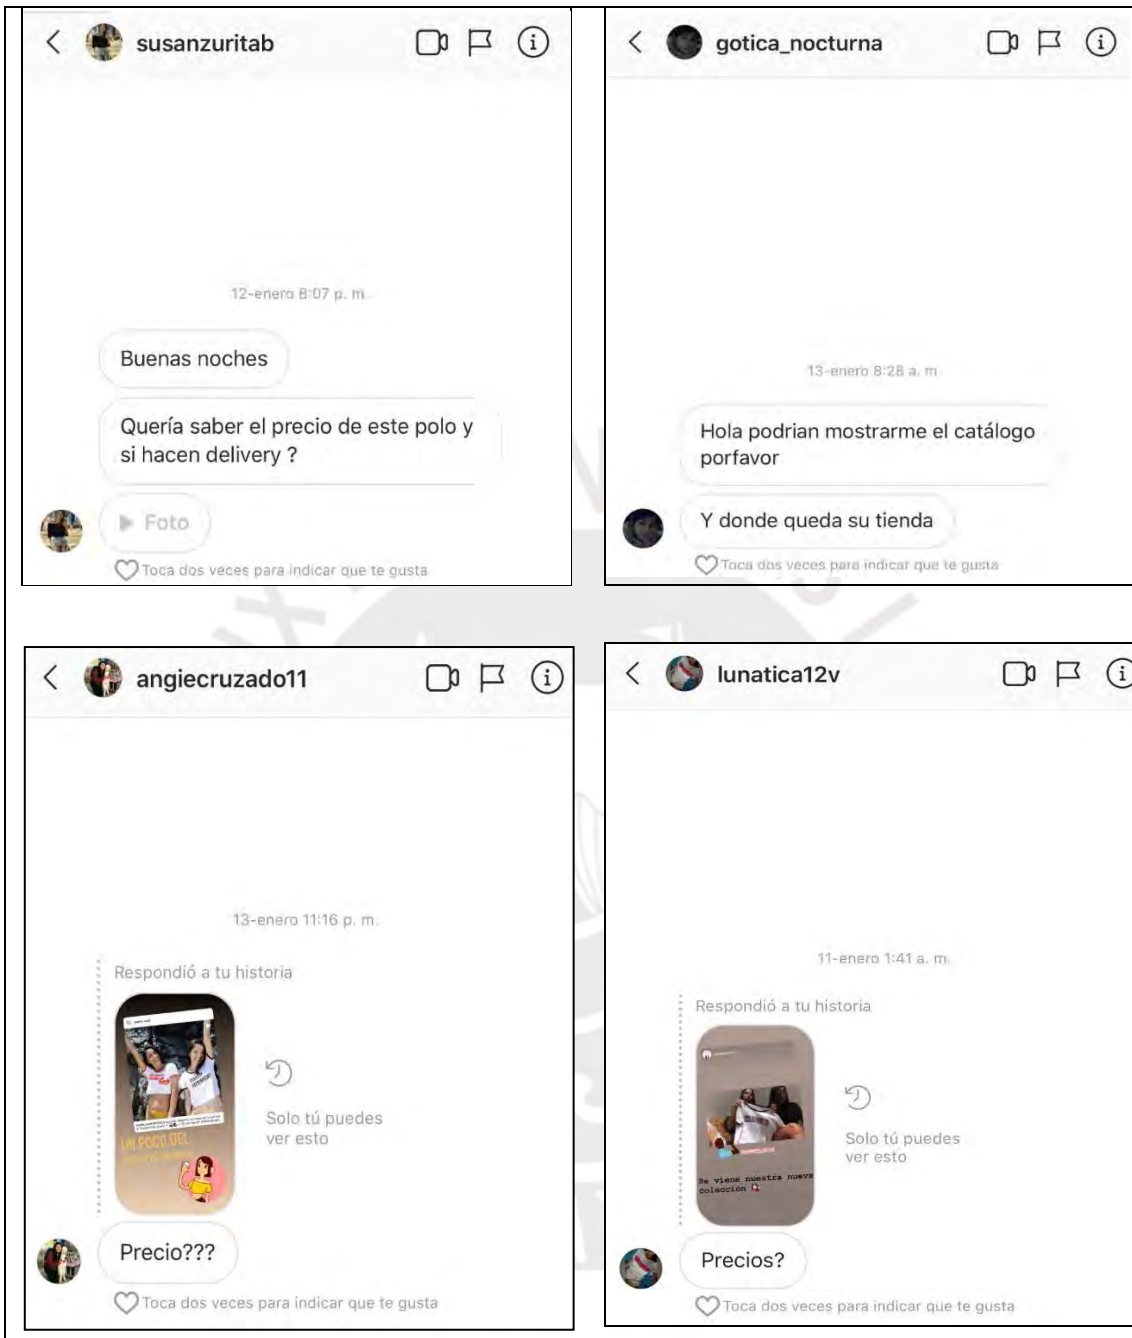 susanzuritab
12-enero 8:07 p. m.
Buenas noches
Quería saber el precio de este polo y
si hacen delivery ?
Foto
Toca dos veces para indicar que te gusta
gotica_nocturna
13-enero 8:28 a. m.
Hola podrian mostrarme el catálogo
porfavor
Y donde queda su tienda
Toca dos veces para indicar que te gusta
angiecruzado11
13-enero 11:16 p. m.
Respondió a tu historia
UN POCO DEL
Solo tú puedes
ver esto
Precio???
Toca dos veces para indicar que te gusta
lunatica12v
11-enero 1:41 a. m.
Respondió a tu historia
Se viene nuestra nueva
colección
Solo tú puedes
ver esto
Precios?
Toca dos veces para indicar que te gusta